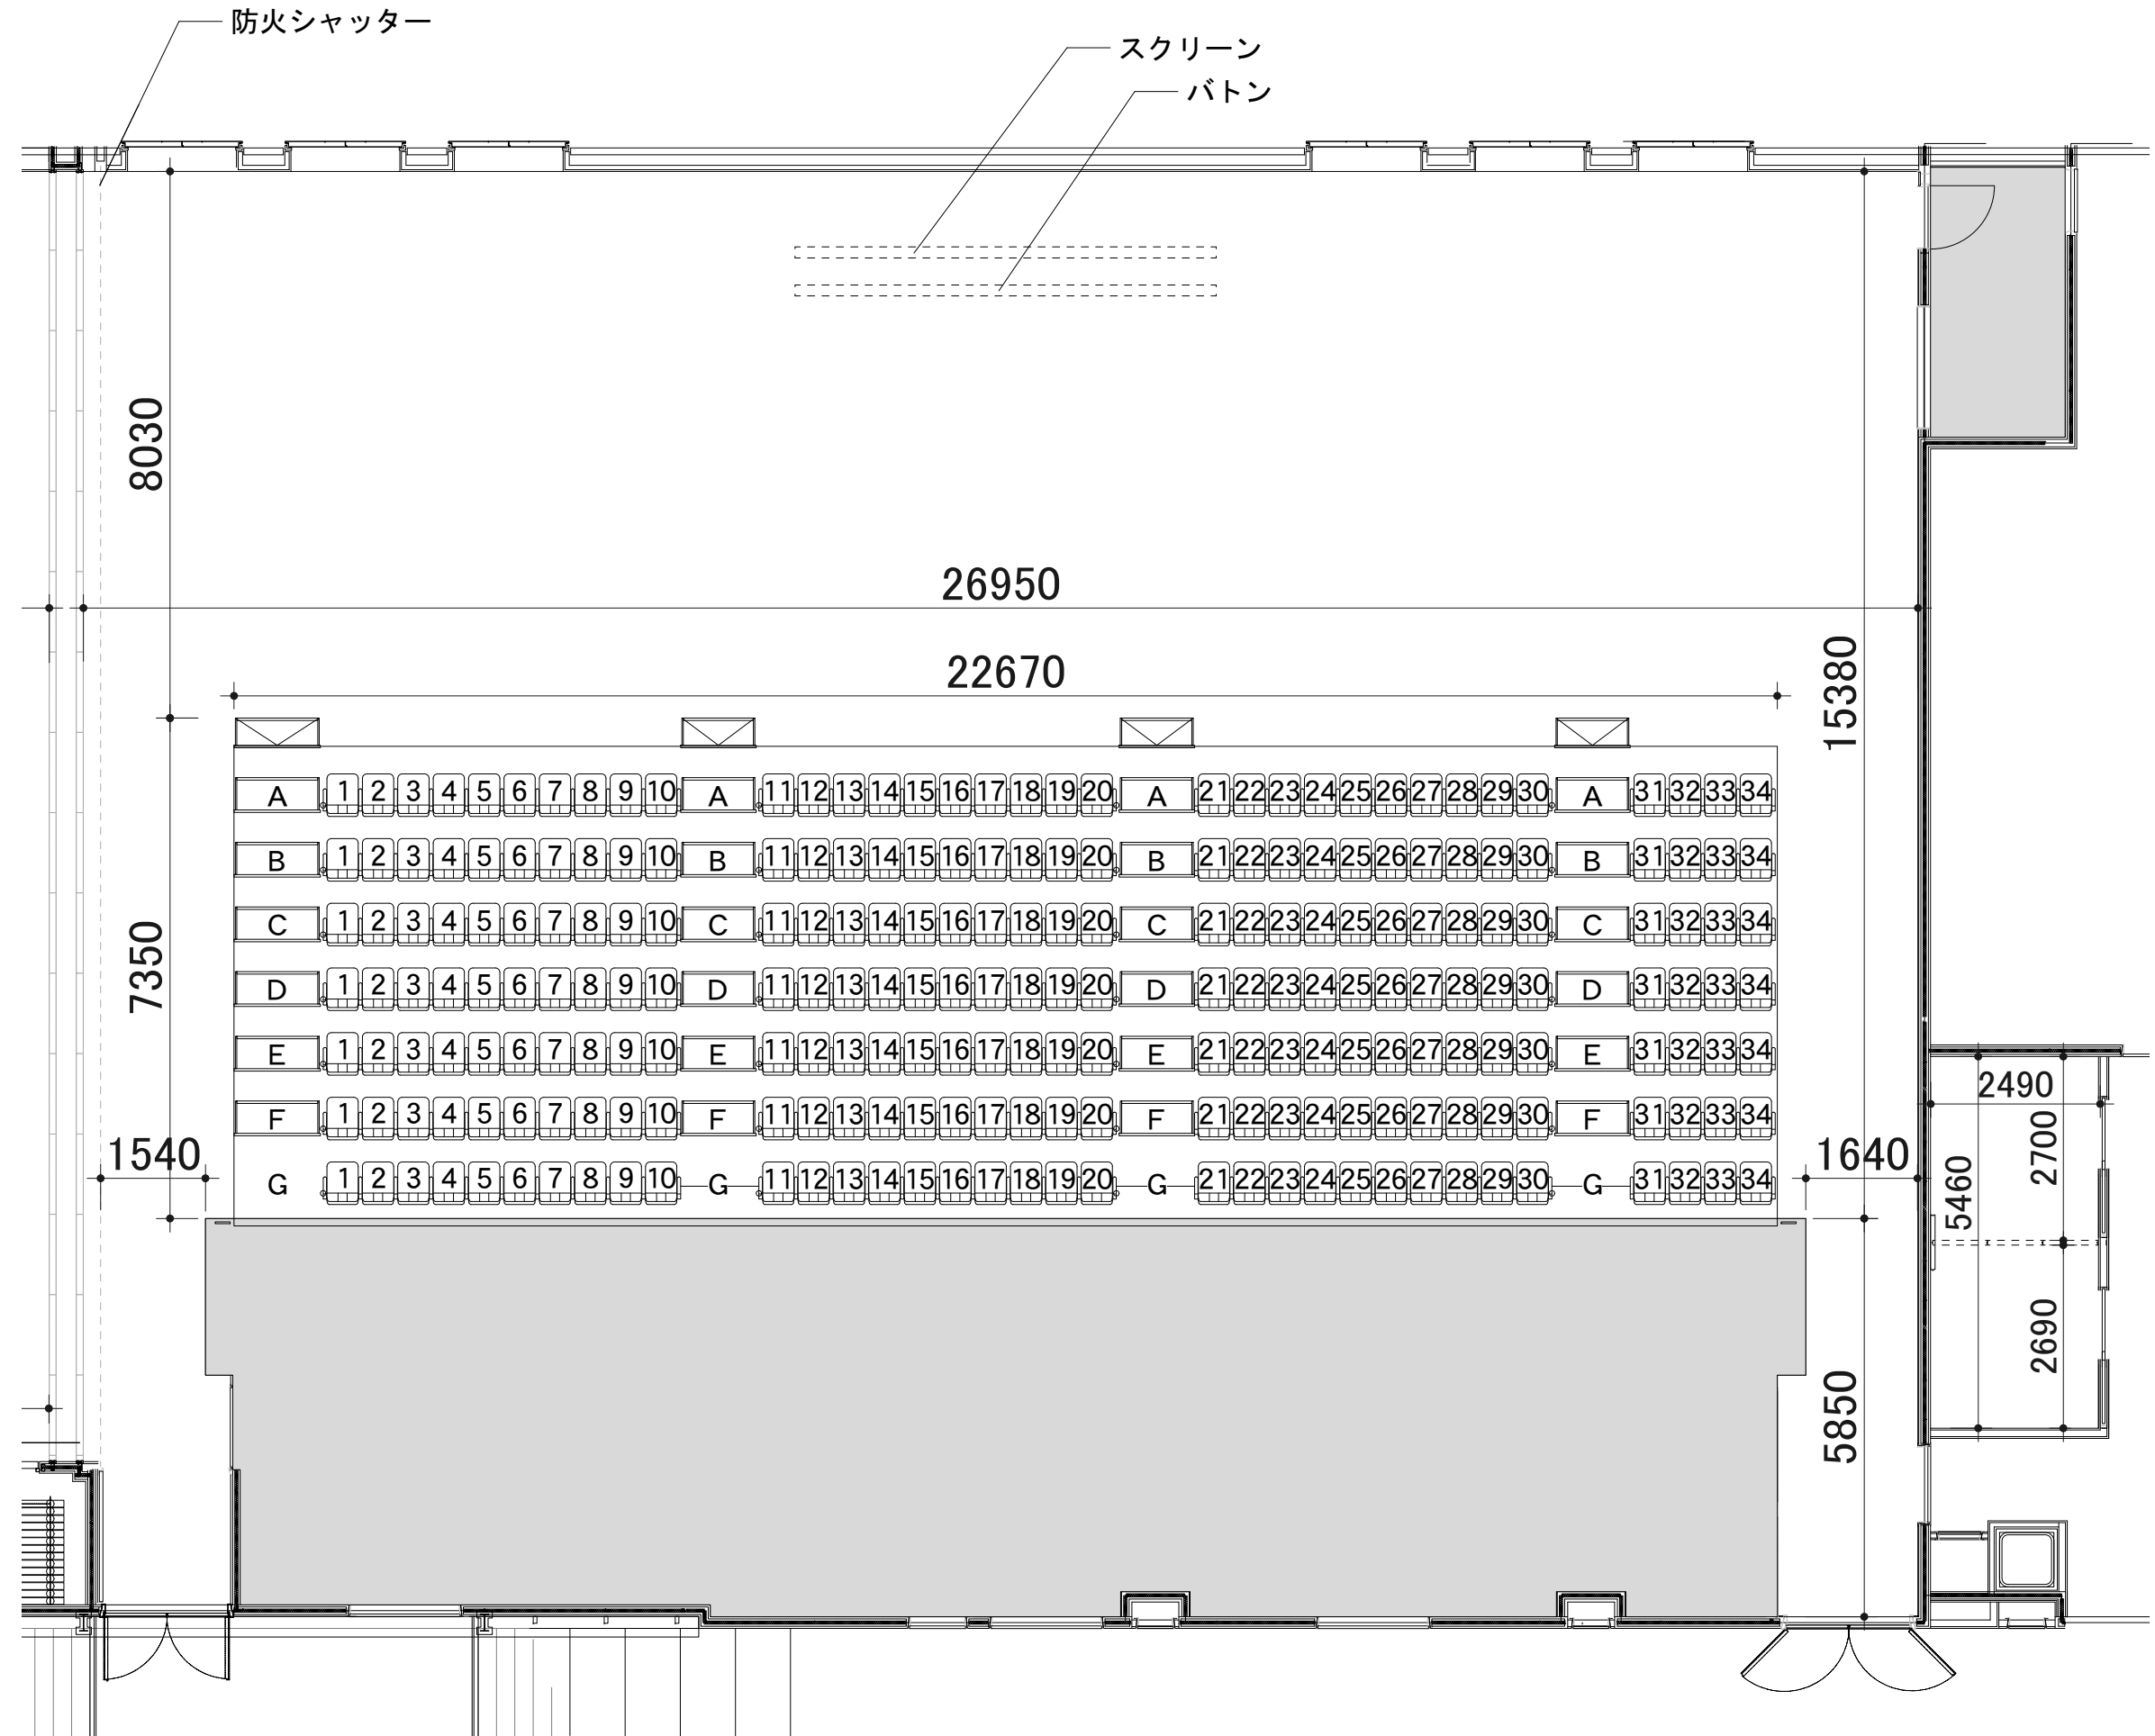 防火シャッター
スクリーン
バトン
8030
26950
22670
15380
A 1 2 3 4 5 6 7 8 9 10 A 11 12 13 14 15 16 17 18 19 20 A 21 22 23 24 25 26 27 28 29 30 A 31 32 33 34
B 1 2 3 4 5 6 7 8 9 10 B 11 12 13 14 15 16 17 18 19 20 B 21 22 23 24 25 26 27 28 29 30 B 31 32 33 34
C 1 2 3 4 5 6 7 8 9 10 C 11 12 13 14 15 16 17 18 19 20 C 21 22 23 24 25 26 27 28 29 30 C 31 32 33 34
7350
D 1 2 3 4 5 6 7 8 9 10 D 11 12 13 14 15 16 17 18 19 20 D 21 22 23 24 25 26 27 28 29 30 D 31 32 33 34
E 1 2 3 4 5 6 7 8 9 10 E 11 12 13 14 15 16 17 18 19 20 E 21 22 23 24 25 26 27 28 29 30 E 31 32 33 34
2490
F 1 2 3 4 5 6 7 8 9 10 F 11 12 13 14 15 16 17 18 19 20 F 21 22 23 24 25 26 27 28 29 30 F 31 32 33 34
2700
1540
1640
5460
G 1 2 3 4 5 6 7 8 9 10 G 11 12 13 14 15 16 17 18 19 20 G 21 22 23 24 25 26 27 28 29 30 G 31 32 33 34
2690
5850